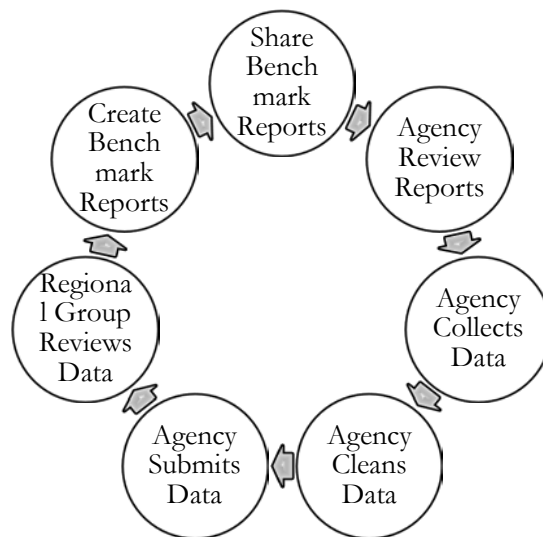 Share
Bench
mark
Reports
Agency
Review
Reports
Agency
Collects
Data
Agency
Cleans
Data
Agency
Submits
Data
Regiona
l Group
Reviews
Data
Create
Bench
mark
Reports